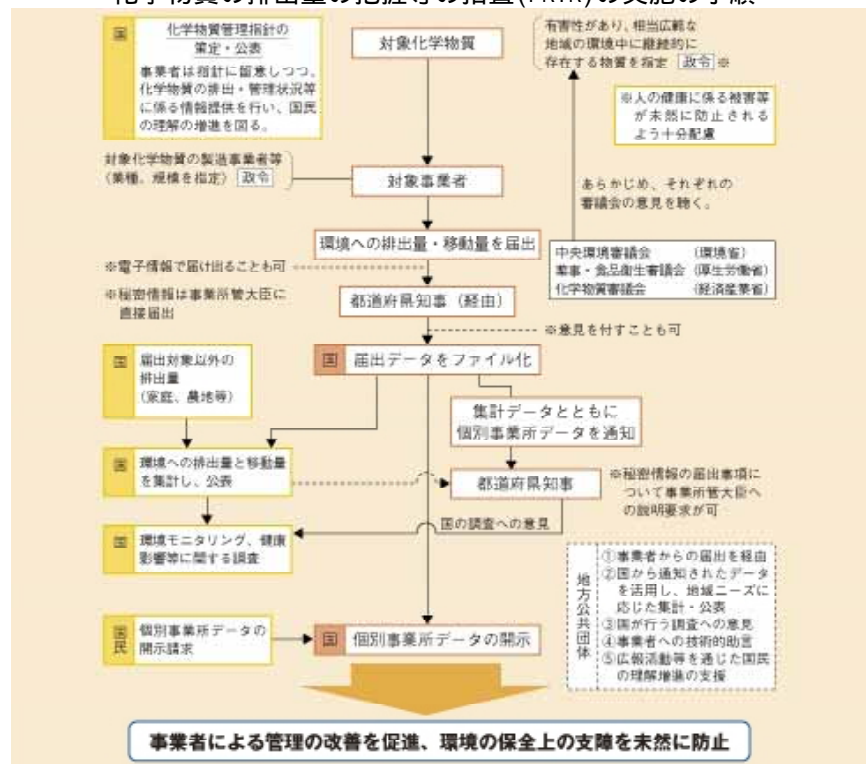 化学物質の排出量の把握等の措置(PRTR)の実施の手順
国
化学物質管理指針の
策定・公表
事業者は指針に留意しつつ、
化学物質の排出・管理状況等
に係る情報提供を行い、国民
の理解の増進を図る。
対象化学物質
有害性があり、相当広範な
地域の環境中に継続的に
存在する物質を指定 政令 ※
※人の健康に係る被害等
が未然に防止される
よう十分配慮
対象化学物質の製造事業者等
(業種、規模を指定) 政令
対象事業者
あらかじめ、それぞれの
審議会の意見を聴く。
環境への排出量・移動量を届出
中央環境審議会 (環境省)
薬事・食品衛生審議会 (厚生労働省)
化学物質審議会 (経済産業省)
※電子情報で届け出ることも可
※秘密情報は事業所管大臣に
直接届出
都道府県知事(経由)
※意見を付すことも可
国 届出データをファイル化
国
届出対象以外の
排出量
(家庭、農地等)
集計データとともに
個別事業所データを通知
国
環境への排出量と移動量
を集計し、公表
都道府県知事
※秘密情報の届出事項に
ついて事業所管大臣へ
の説明要求が可
国の調査への意見
国
環境モニタリング、健康
影響等に関する調査
地方公共団体
①事業者からの届出を経由
②国から通知されたデータ
を活用し、地域ニーズに
応じた集計・公表
③国が行う調査への意見
④事業者への技術的助言
⑤広報活動等を通じた国民
の理解増進の支援
国民
個別事業所データの
開示請求
国 個別事業所データの開示
事業者による管理の改善を促進、環境の保全上の支障を未然に防止